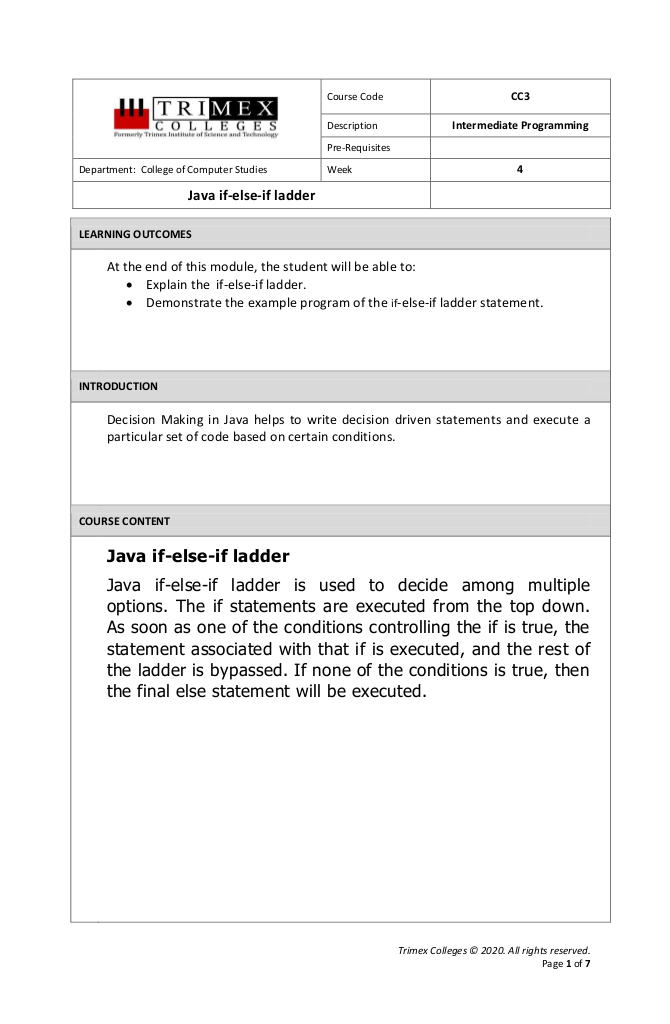 TRIMEX
COLLEGES
Formerly Trimex Institute of Science and Technology
Course Code
CC3
Description
Intermediate Programming
Pre-Requisites
Department: College of Computer Studies
Week
4
Java if-else-if ladder
LEARNING OUTCOMES
At the end of this module, the student will be able to:
• Explain the if-else-if ladder.
• Demonstrate the example program of the if-else-if ladder statement.
INTRODUCTION
Decision Making in Java helps to write decision driven statements and execute a
particular set of code based on certain conditions.
COURSE CONTENT
Java if-else-if ladder
Java if-else-if ladder is used to decide among multiple
options. The if statements are executed from the top down.
As soon as one of the conditions controlling the if is true, the
statement associated with that if is executed, and the rest of
the ladder is bypassed. If none of the conditions is true, then
the final else statement will be executed.
Trimex Colleges © 2020. All rights reserved.
Page 1 of 7